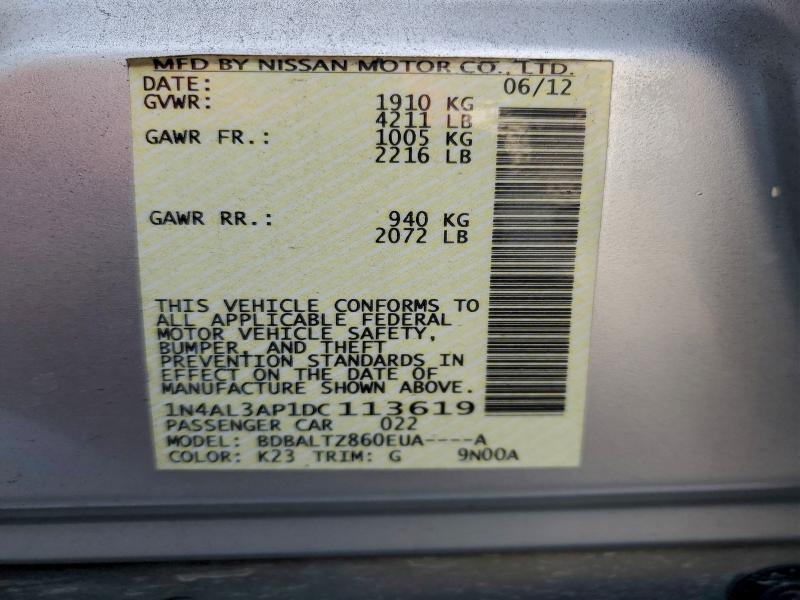 MFD BY NISSAN MOTOR CO., LTD.
DATE: 06/12
GVWR: 1910 KG
4211 LB
GAWR FR.: 1005 KG
2216 LB
GAWR RR.: 940 KG
2072 LB
THIS VEHICLE CONFORMS TO
ALL APPLICABLE FEDERAL
MOTOR VEHICLE SAFETY,
BUMPER, AND THEFT
PREVENTION STANDARDS IN
EFFECT ON THE DATE OF
MANUFACTURE SHOWN ABOVE.
1N4AL3AP1DC113619
PASSENGER CAR 022
MODEL: BDBALTZ860EUA----A
COLOR: K23 TRIM: G 9N00A